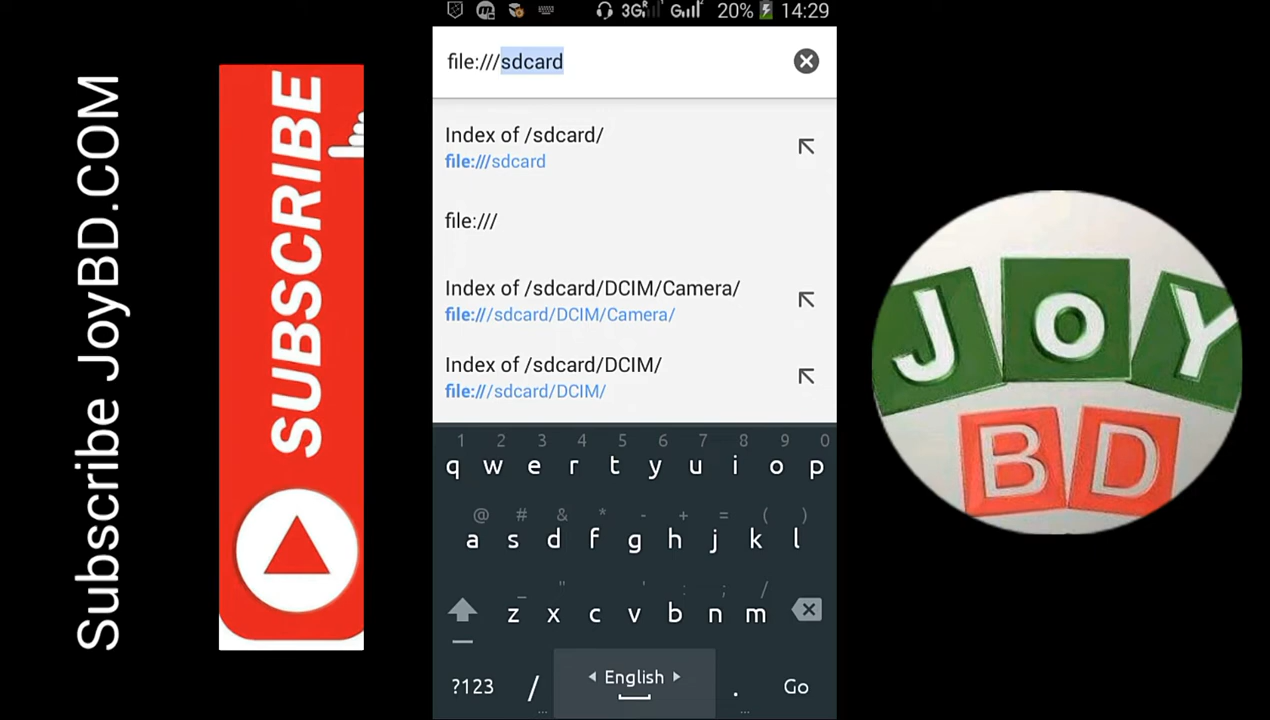 Subscribe JoyBD.COM
SUBSCRIBE
3G R G 20% 14:29
file:///sdcard
Index of /sdcard/
file:///sdcard
file:///
Index of /sdcard/DCIM/Camera/
file:///sdcard/DCIM/Camera/
Index of /sdcard/DCIM/
file:///sdcard/DCIM/
1 2 3 4 5 6 7 8 9 0
q w e r t y u i o p
@ # & * - + = ( )
a s d f g h j k l
_ " ' : ; /
z x c v b n m
?123 / English . Go
JOY
BD